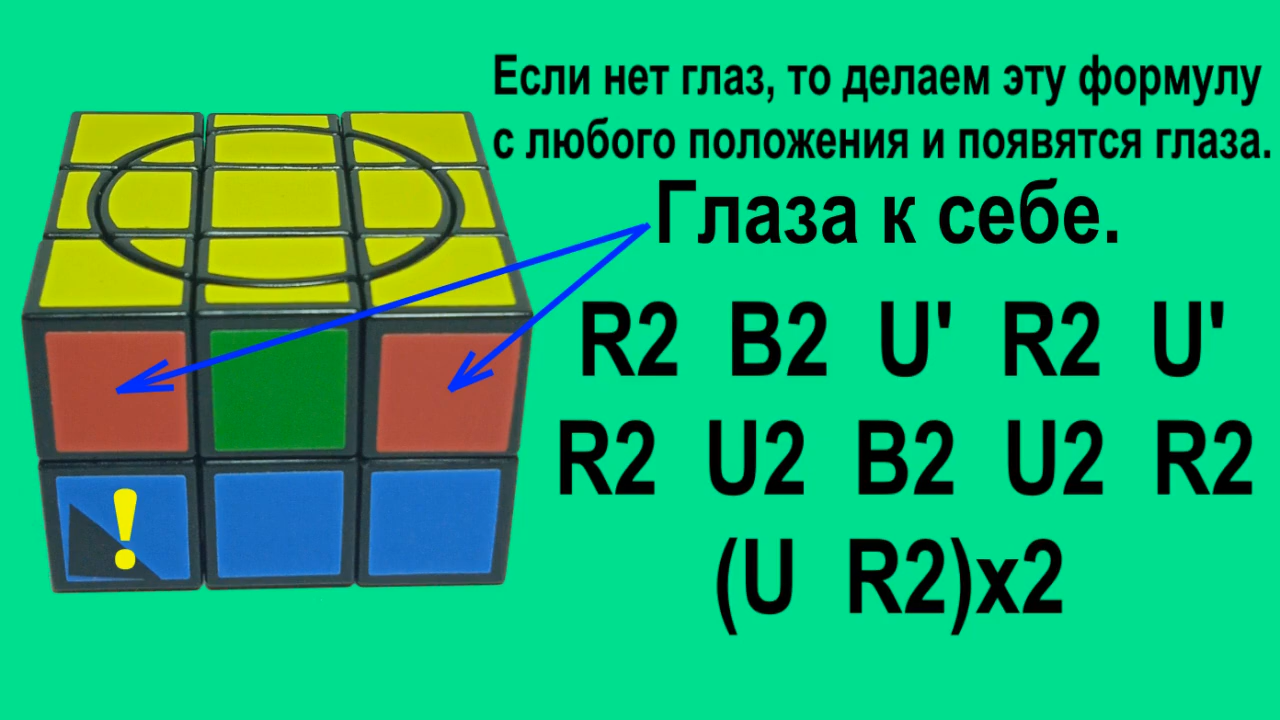 Если нет глаз, то делаем эту формулу
с любого положения и появятся глаза.
Глаза к себе.
R2 B2 U' R2 U'
R2 U2 B2 U2 R2
(U R2)x2
!